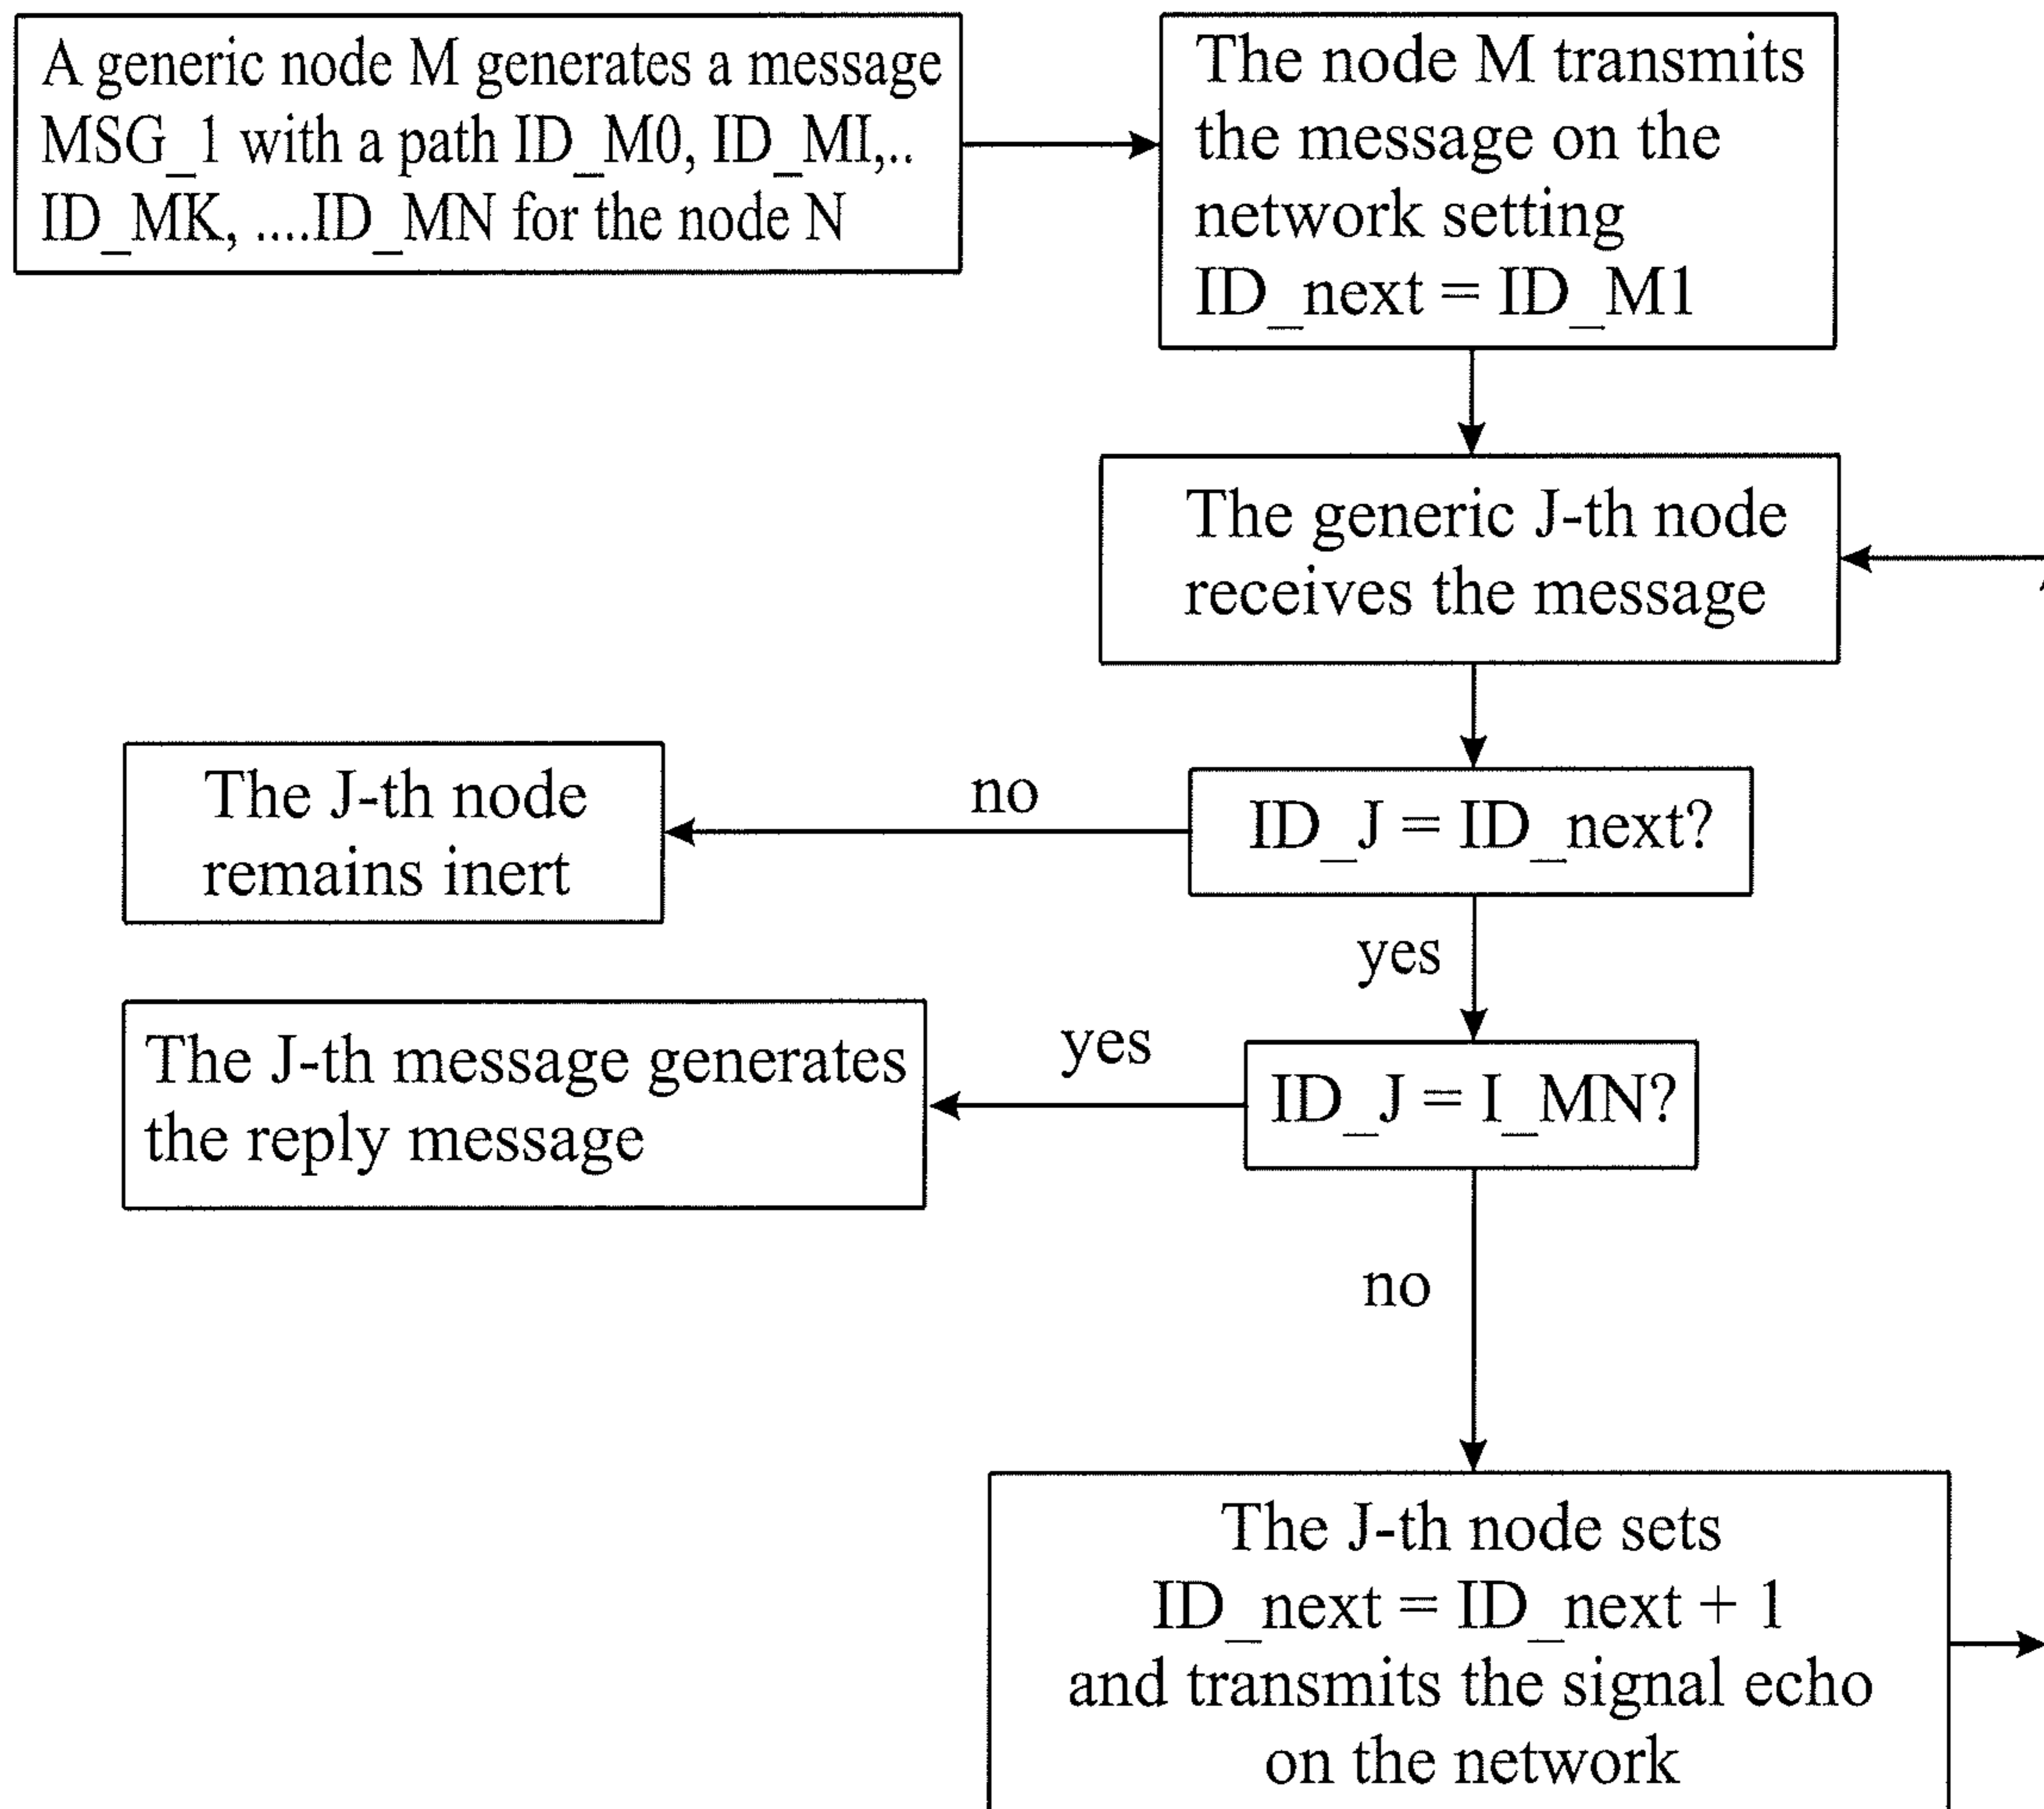 A generic node M generates a message
MSG_1 with a path ID_M0, ID_MI,..
ID_MK, ....ID_MN for the node N
The node M transmits
the message on the
network setting
ID_next = ID_M1
The generic J-th node
receives the message
ID_J = ID_next?
no
The J-th node
remains inert
yes
ID_J = I_MN?
yes
The J-th message generates
the reply message
no
The J-th node sets
ID_next = ID_next + 1
and transmits the signal echo
on the network